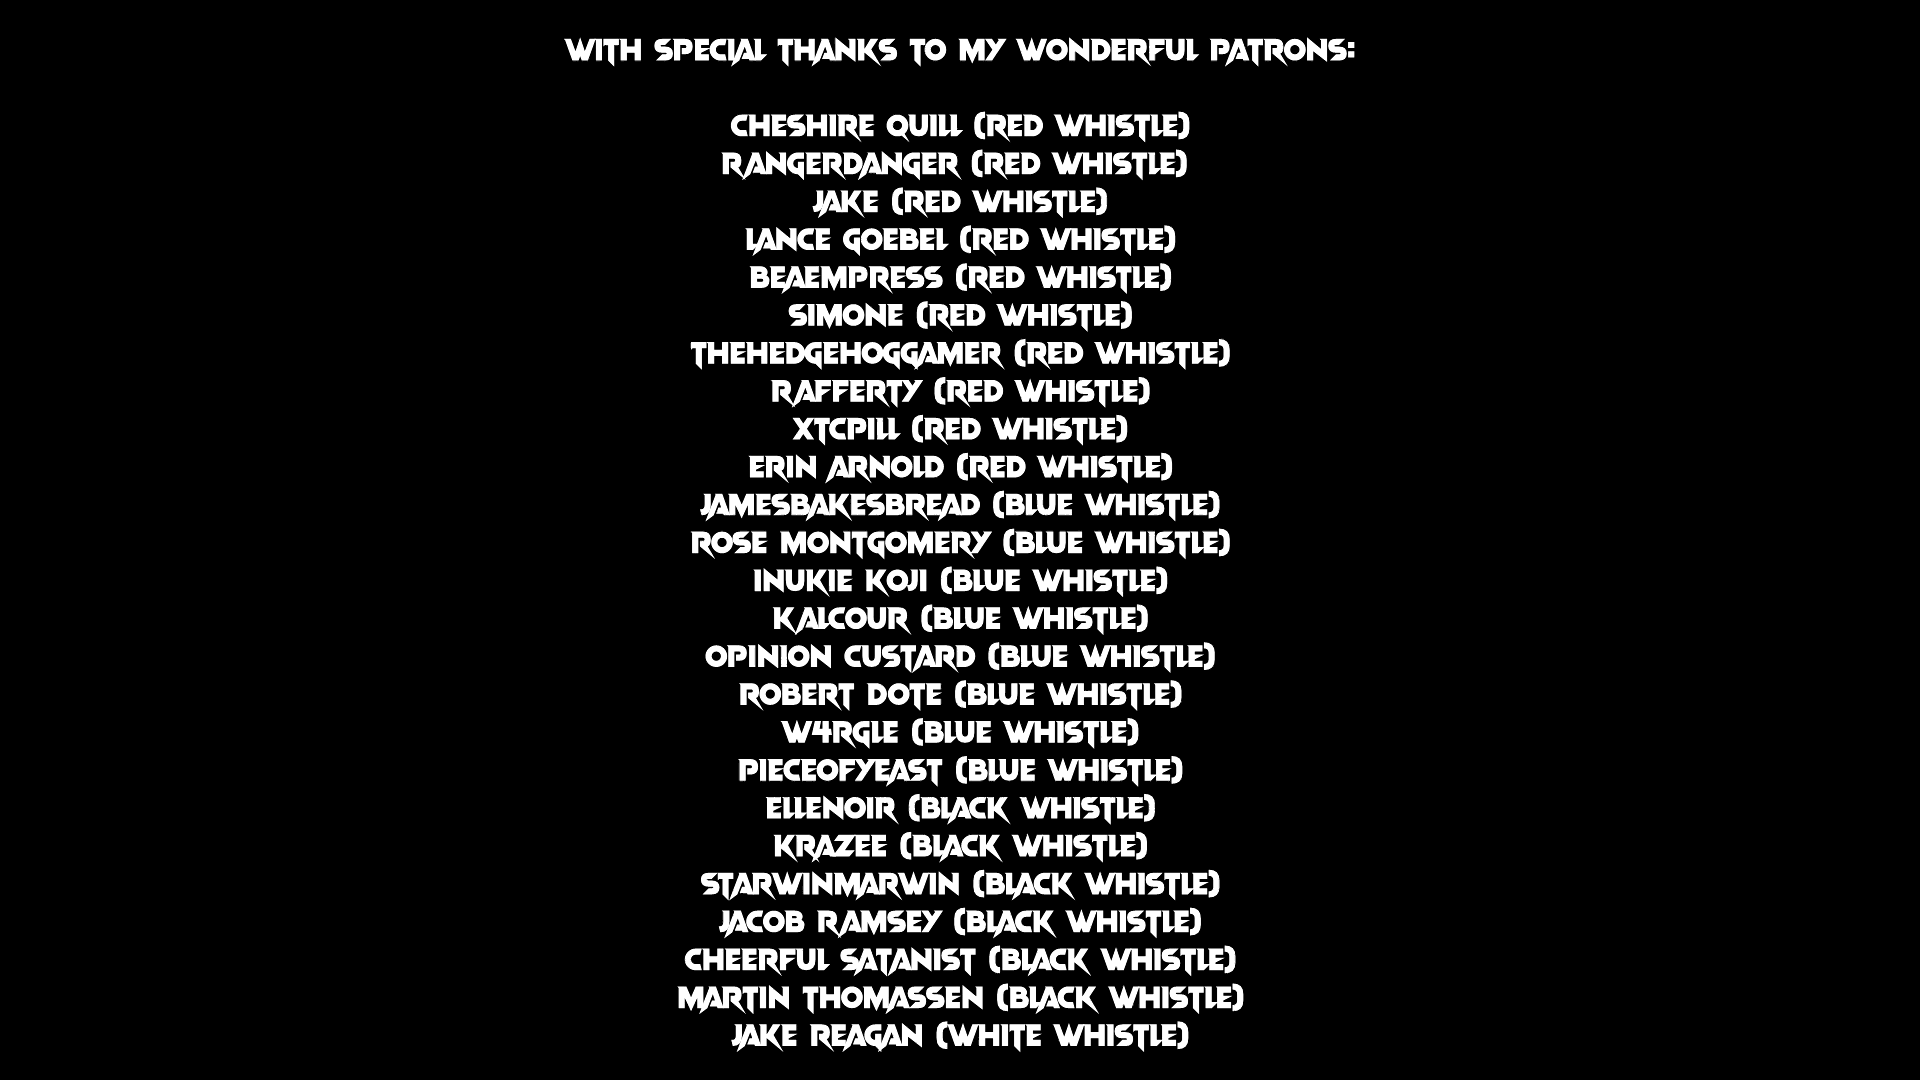 WITH SPECIAL THANKS TO MY WONDERFUL PATRONS:
CHESHIRE QUILL (RED WHISTLE)
RANGERDANGER (RED WHISTLE)
JAKE (RED WHISTLE)
LANCE GOEBEL (RED WHISTLE)
BEAEMPRESS (RED WHISTLE)
SIMONE (RED WHISTLE)
THEHEDGEHOGGAMER (RED WHISTLE)
RAFFERTY (RED WHISTLE)
XTCPILL (RED WHISTLE)
ERIN ARNOLD (RED WHISTLE)
JAMESBAKESBREAD (BLUE WHISTLE)
ROSE MONTGOMERY (BLUE WHISTLE)
INUKIE KOJI (BLUE WHISTLE)
KALCOUR (BLUE WHISTLE)
OPINION CUSTARD (BLUE WHISTLE)
ROBERT DOTE (BLUE WHISTLE)
W4RGLE (BLUE WHISTLE)
PIECEOFYEAST (BLUE WHISTLE)
ELLENOIR (BLACK WHISTLE)
KRAZEE (BLACK WHISTLE)
STARWINMARWIN (BLACK WHISTLE)
JACOB RAMSEY (BLACK WHISTLE)
CHEERFUL SATANIST (BLACK WHISTLE)
MARTIN THOMASSEN (BLACK WHISTLE)
JAKE REAGAN (WHITE WHISTLE)